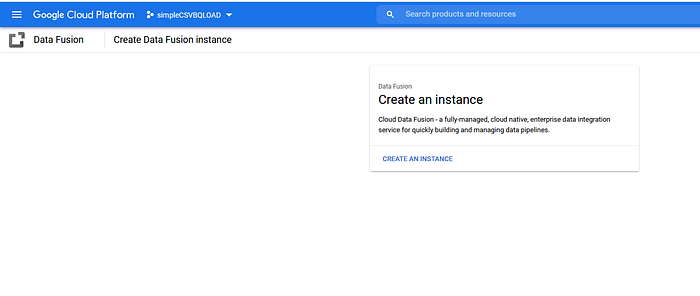 Google Cloud Platform
simpleCSVBQLOAD
Search products and resources
Data Fusion
Create Data Fusion instance
Data Fusion
Create an instance
Cloud Data Fusion - a fully-managed, cloud native, enterprise data integration
service for quickly building and managing data pipelines.
CREATE AN INSTANCE